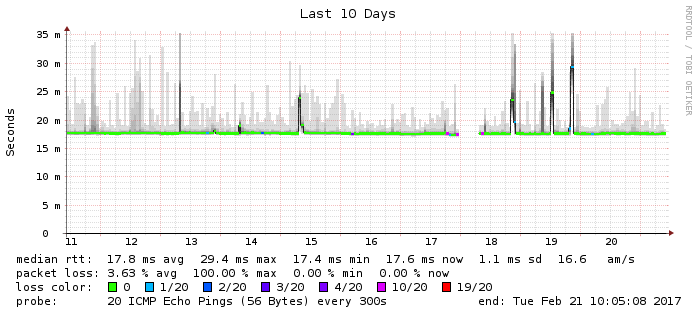 Last 10 Days
RRDTOOL / TOBI OETIKER
Seconds
35 m
30 m
25 m
20 m
15 m
10 m
5 m
0
11 12 13 14 15 16 17 18 19 20
median rtt: 17.8 ms avg 29.4 ms max 17.4 ms min 17.6 ms now 1.1 ms sd 16.6 am/s
packet loss: 3.63 % avg 100.00 % max 0.00 % min 0.00 % now
loss color: 0 1/20 2/20 3/20 4/20 10/20 19/20
probe: 20 ICMP Echo Pings (56 Bytes) every 300s end: Tue Feb 21 10:05:08 2017